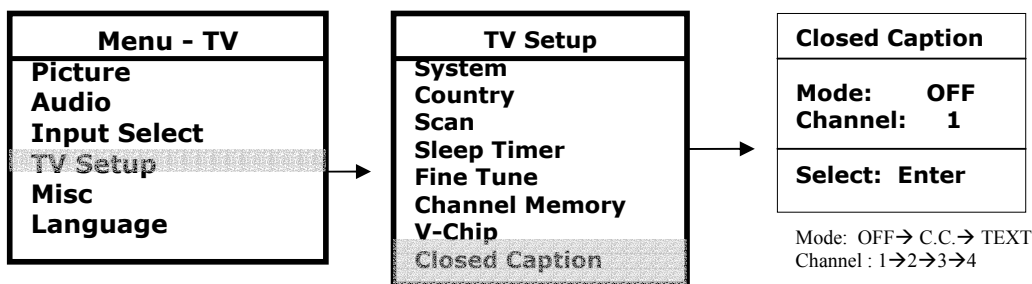 Menu - TV
Picture
Audio
Input Select
TV Setup
Misc
Language
TV Setup
System
Country
Scan
Sleep Timer
Fine Tune
Channel Memory
V-Chip
Closed Caption
Closed Caption
Mode: OFF
Channel: 1
Select: Enter
Mode: OFF→ C.C.→ TEXT
Channel : 1→2→3→4